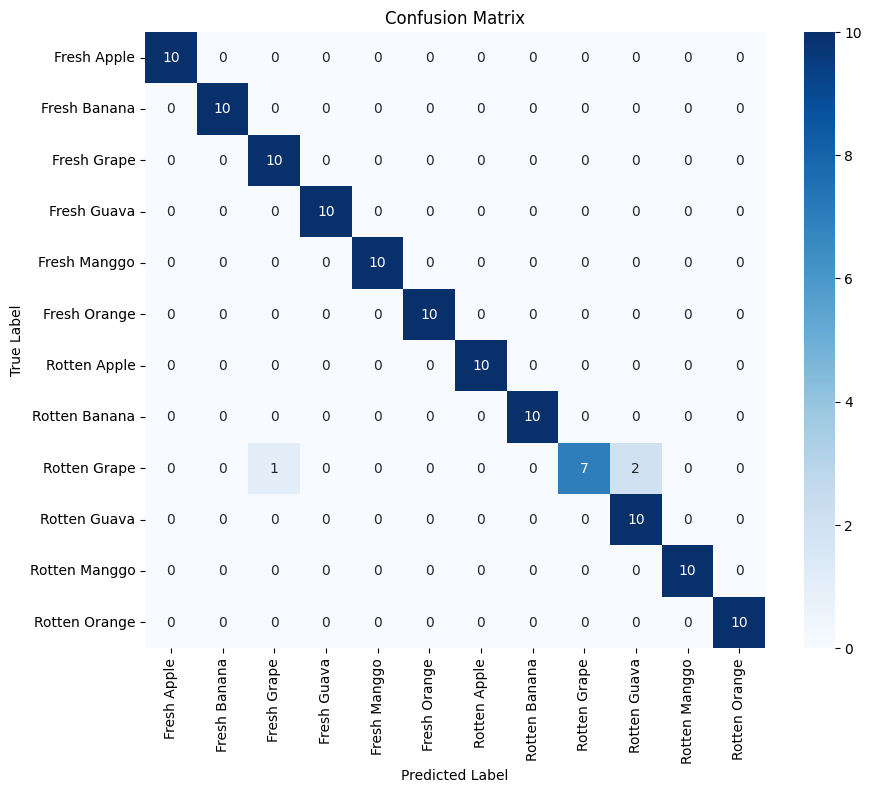 Confusion Matrix
True Label
Fresh Apple 10 0 0 0 0 0 0 0 0 0 0 0
Fresh Banana 0 10 0 0 0 0 0 0 0 0 0 0
Fresh Grape 0 0 10 0 0 0 0 0 0 0 0 0
Fresh Guava 0 0 0 10 0 0 0 0 0 0 0 0
Fresh Manggo 0 0 0 0 10 0 0 0 0 0 0 0
Fresh Orange 0 0 0 0 0 10 0 0 0 0 0 0
Rotten Apple 0 0 0 0 0 0 10 0 0 0 0 0
Rotten Banana 0 0 0 0 0 0 0 10 0 0 0 0
Rotten Grape 0 0 1 0 0 0 0 0 7 2 0 0
Rotten Guava 0 0 0 0 0 0 0 0 0 10 0 0
Rotten Manggo 0 0 0 0 0 0 0 0 0 0 10 0
Rotten Orange 0 0 0 0 0 0 0 0 0 0 0 10
Fresh Apple
Fresh Banana
Fresh Grape
Fresh Guava
Fresh Manggo
Fresh Orange
Rotten Apple
Rotten Banana
Rotten Grape
Rotten Guava
Rotten Manggo
Rotten Orange
Predicted Label
10
8
6
4
2
0